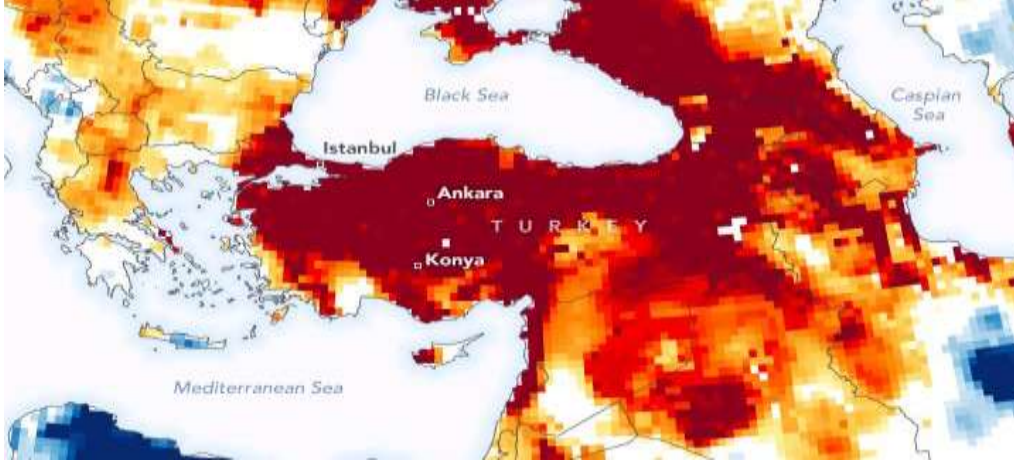 Black Sea
Caspian
Sea
Istanbul
Ankara
TURKEY
Konya
Mediterranean Sea